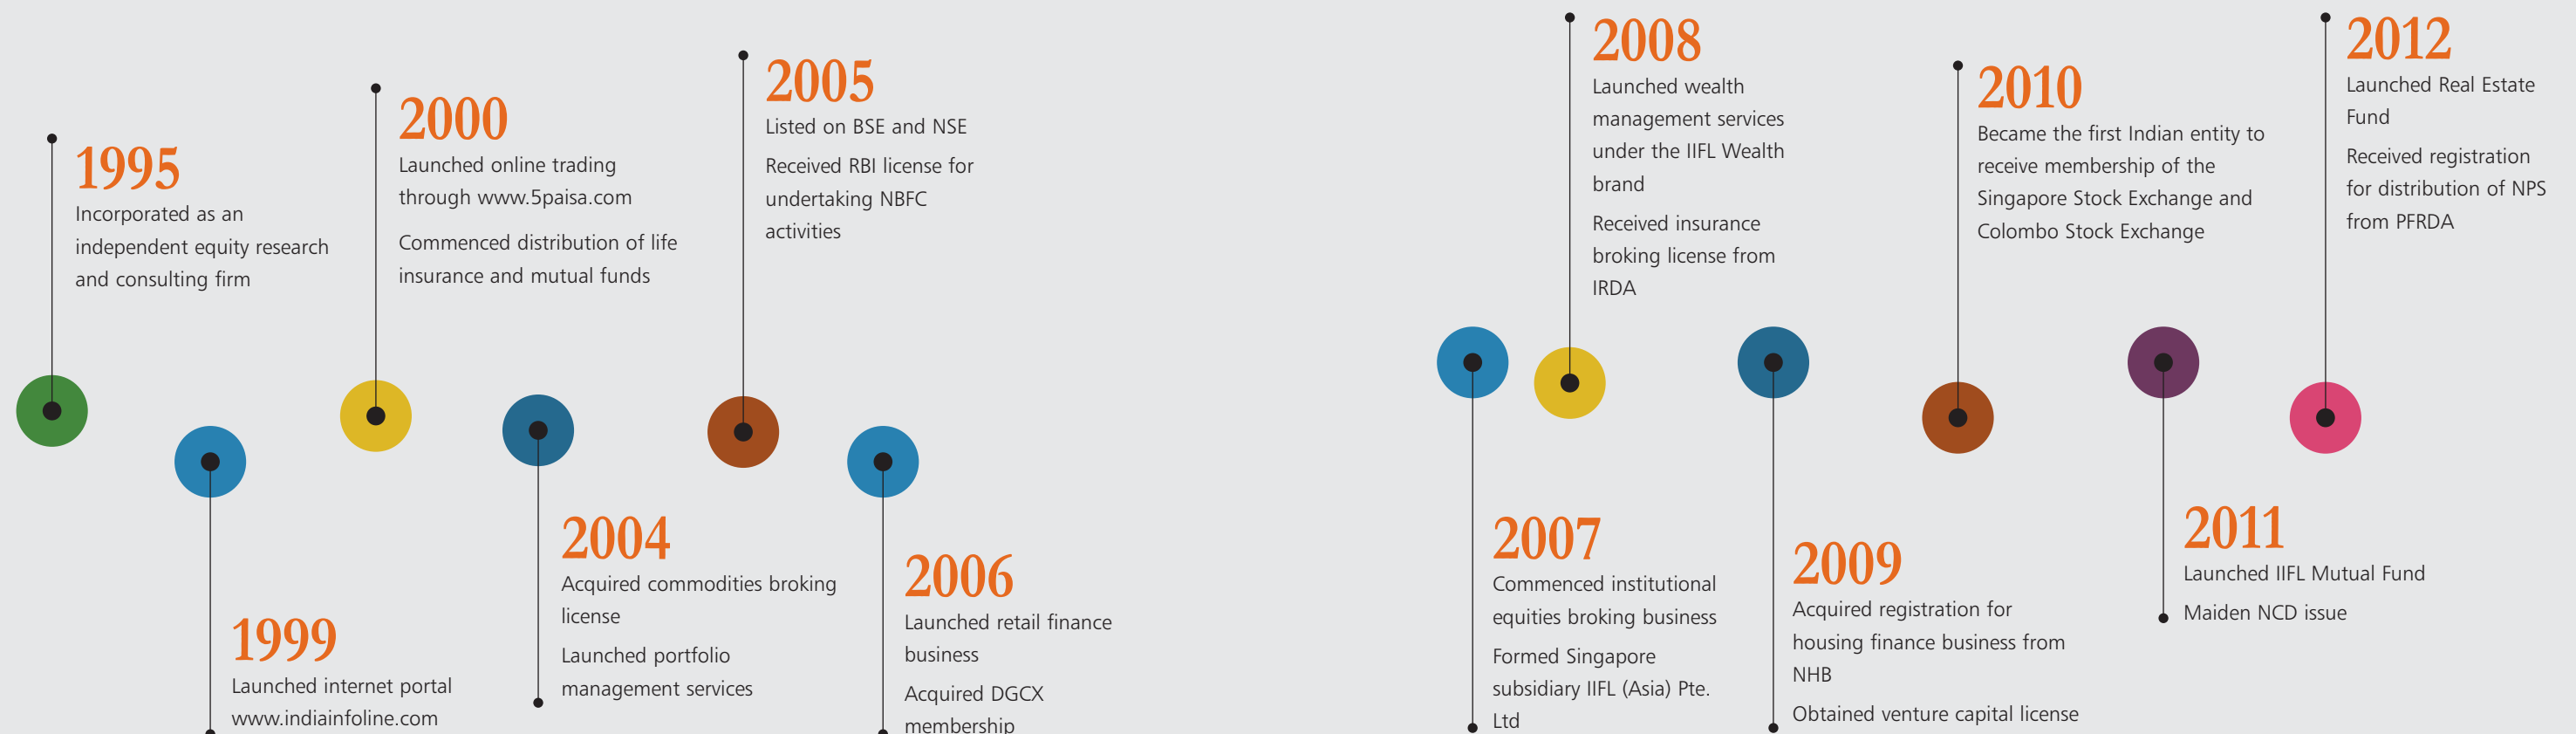 1995
Incorporated as an
independent equity research
and consulting firm
1999
Launched internet portal
www.indiainfoline.com
2000
Launched online trading
through www.5paisa.com
Commenced distribution of life
insurance and mutual funds
2004
Acquired commodities broking
license
Launched portfolio
management services
2005
Listed on BSE and NSE
Received RBI license for
undertaking NBFC
activities
2006
Launched retail finance
business
Acquired DGCX
membership
2007
Commenced institutional
equities broking business
Formed Singapore
subsidiary IIFL (Asia) Pte.
Ltd
2008
Launched wealth
management services
under the IIFL Wealth
brand
Received insurance
broking license from
IRDA
2009
Acquired registration for
housing finance business from
NHB
Obtained venture capital license
2010
Became the first Indian entity to
receive membership of the
Singapore Stock Exchange and
Colombo Stock Exchange
2011
Launched IIFL Mutual Fund
Maiden NCD issue
2012
Launched Real Estate
Fund
Received registration
for distribution of NPS
from PFRDA